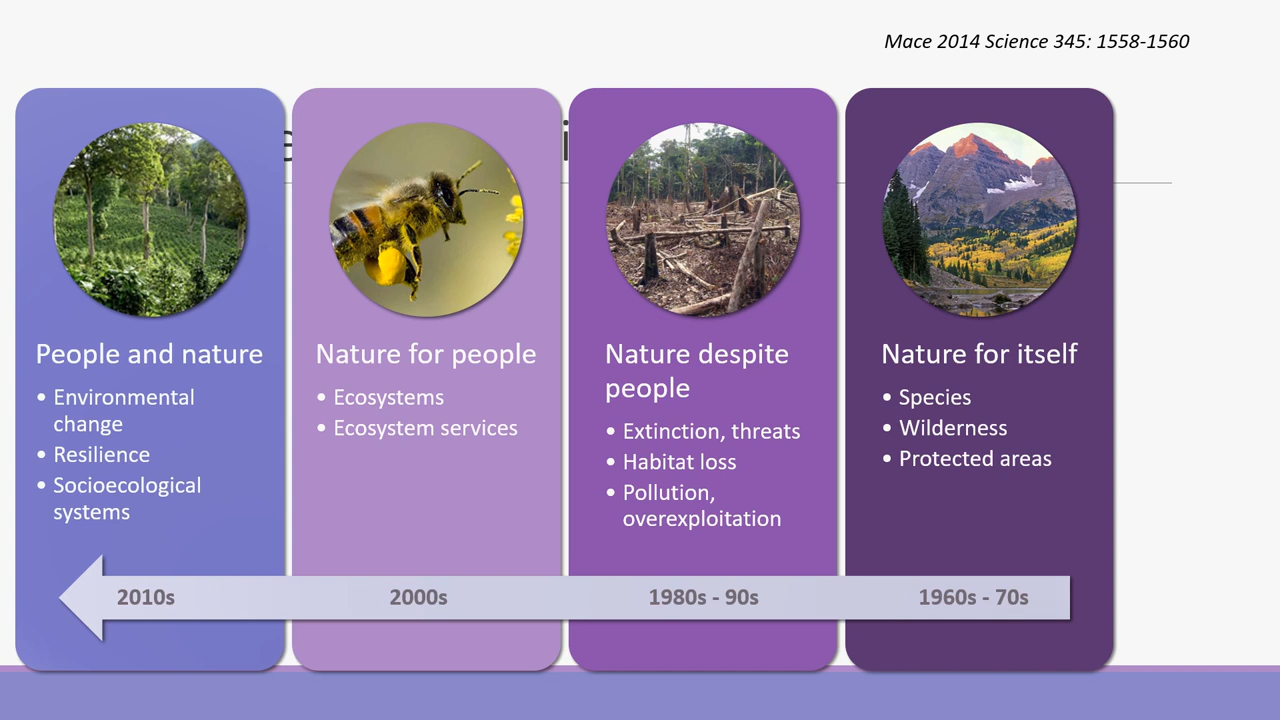 Mace 2014 Science 345: 1558-1560
People and nature
• Environmental
change
• Resilience
• Socioecological
systems
Nature for people
• Ecosystems
• Ecosystem services
Nature despite
people
• Extinction, threats
• Habitat loss
• Pollution,
overexploitation
Nature for itself
• Species
• Wilderness
• Protected areas
2010s
2000s
1980s - 90s
1960s - 70s